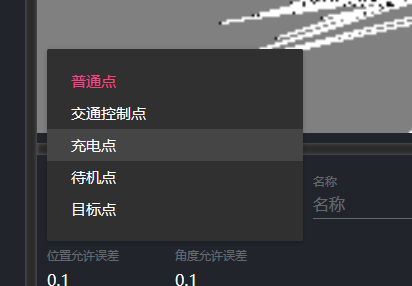 普通点
交通控制点
充电点
待机点
目标点
名称
名称
位置允许误差
角度允许误差
0.1
0.1